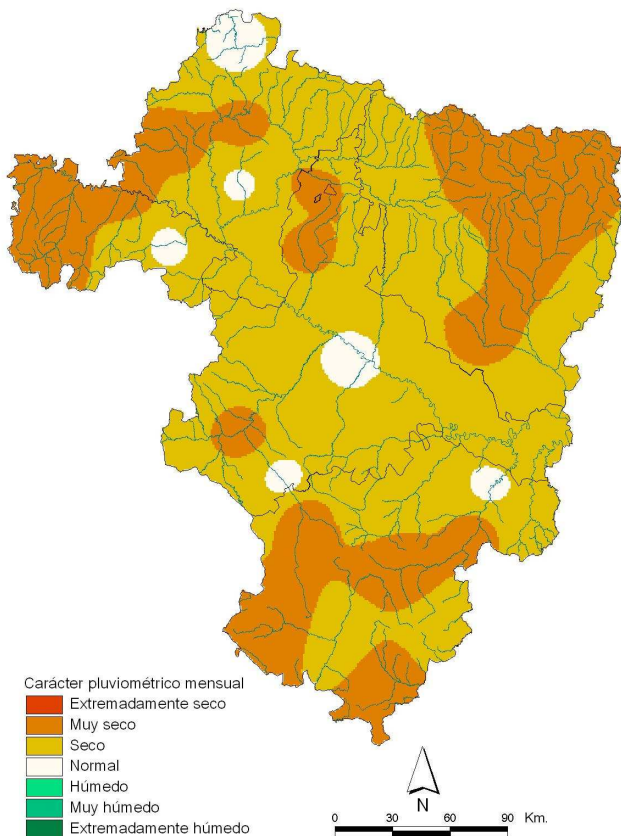 Carácter pluviométrico mensual
Extremadamente seco
Muy seco
Seco
Normal
Húmedo
Muy húmedo
Extremadamente húmedo
N
0 30 60 90 Km.